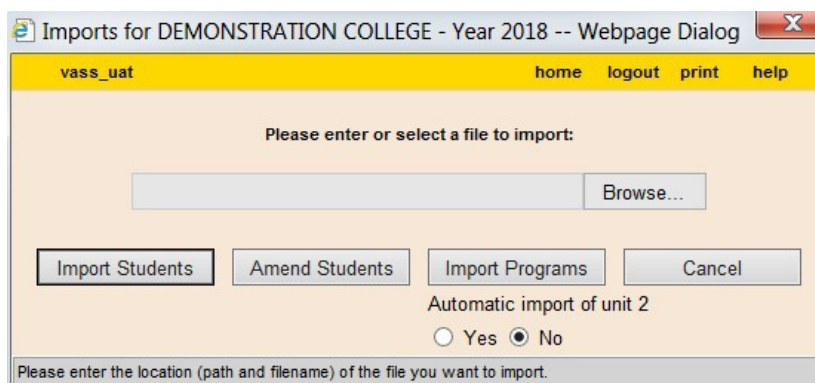 Imports for DEMONSTRATION COLLEGE - Year 2018 -- Webpage Dialog
vass_uat home logout print help
Please enter or select a file to import:
Browse...
Import Students Amend Students Import Programs Cancel
Automatic import of unit 2
Yes No
Please enter the location (path and filename) of the file you want to import.